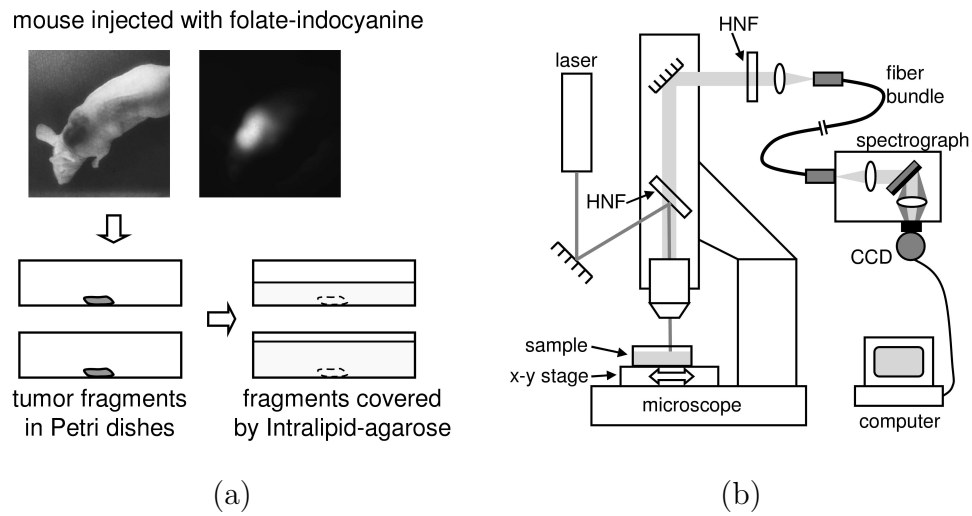 mouse injected with folate-indocyanine
tumor fragments
in Petri dishes
fragments covered
by Intralipid-agarose
(a)
HNF
laser
fiber
bundle
spectrograph
HNF
CCD
sample
x-y stage
microscope
computer
(b)